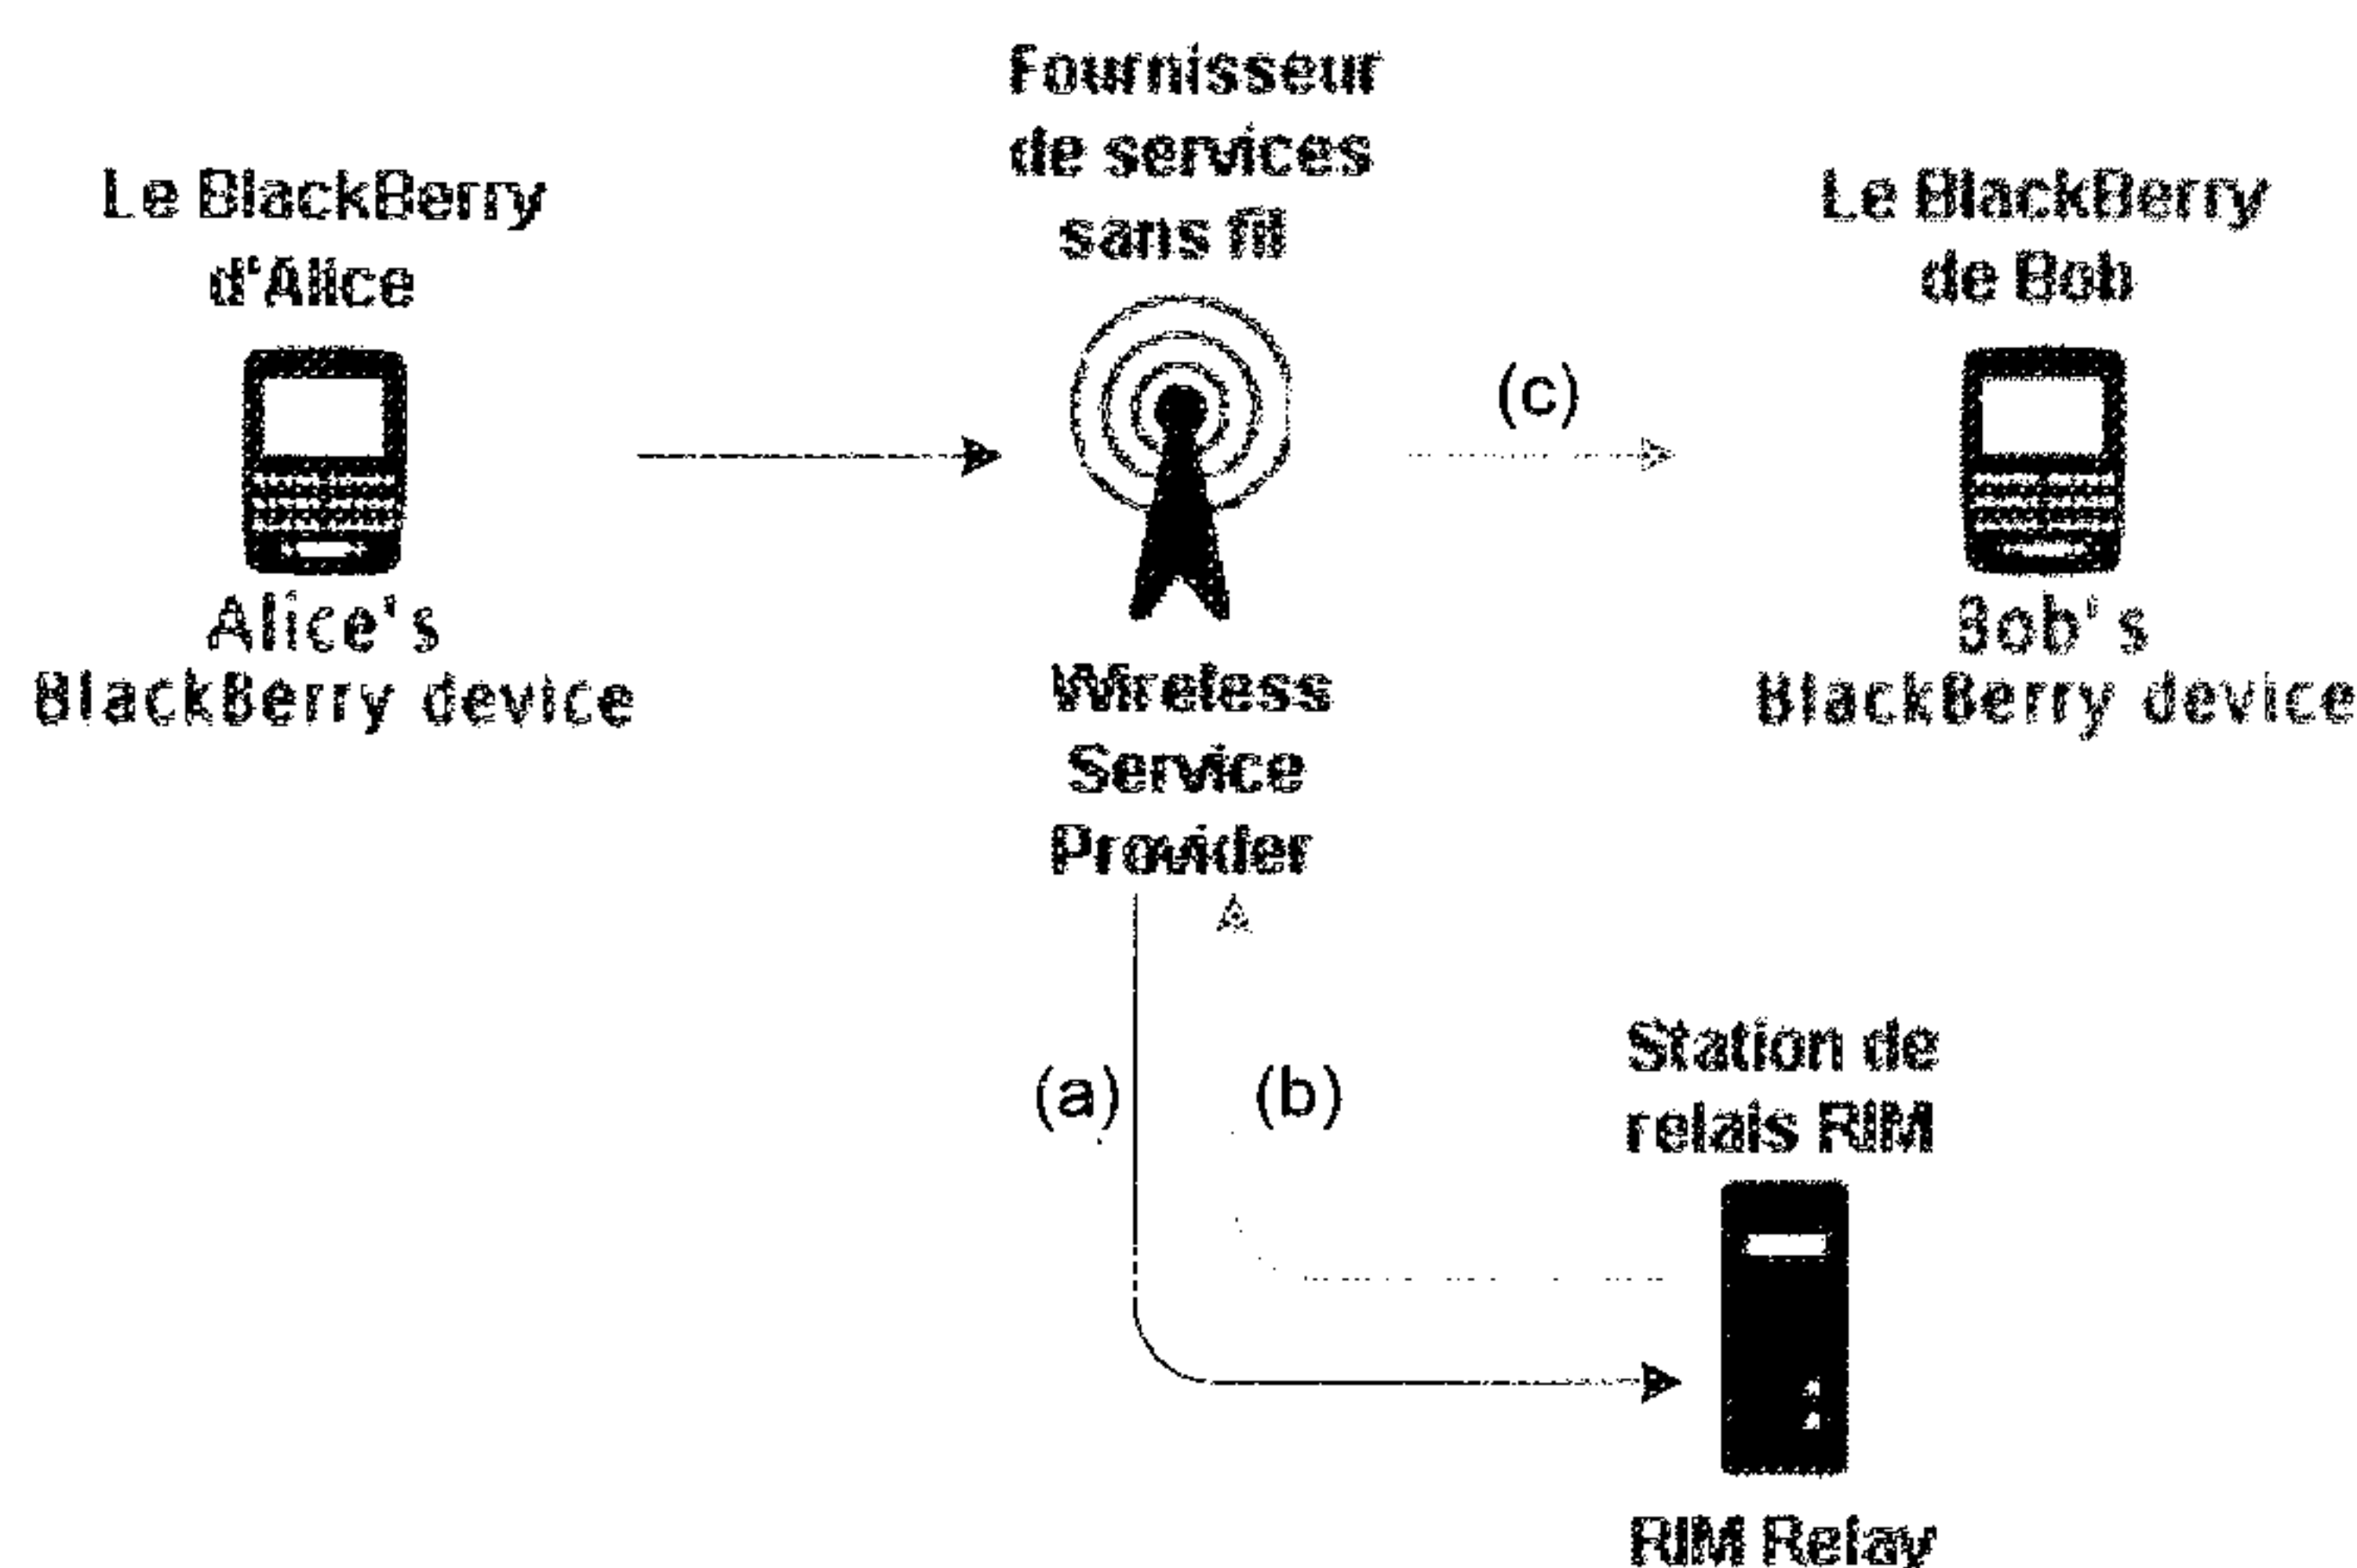 Fournisseur
de services
sans fil
Le BlackBerry
d'Alice
Le BlackBerry
de Bob
(c)
Alice's
BlackBerry device
Bob's
BlackBerry device
Wireless
Service
Provider
(a)
(b)
Station de
relais RIM
RIM Relay